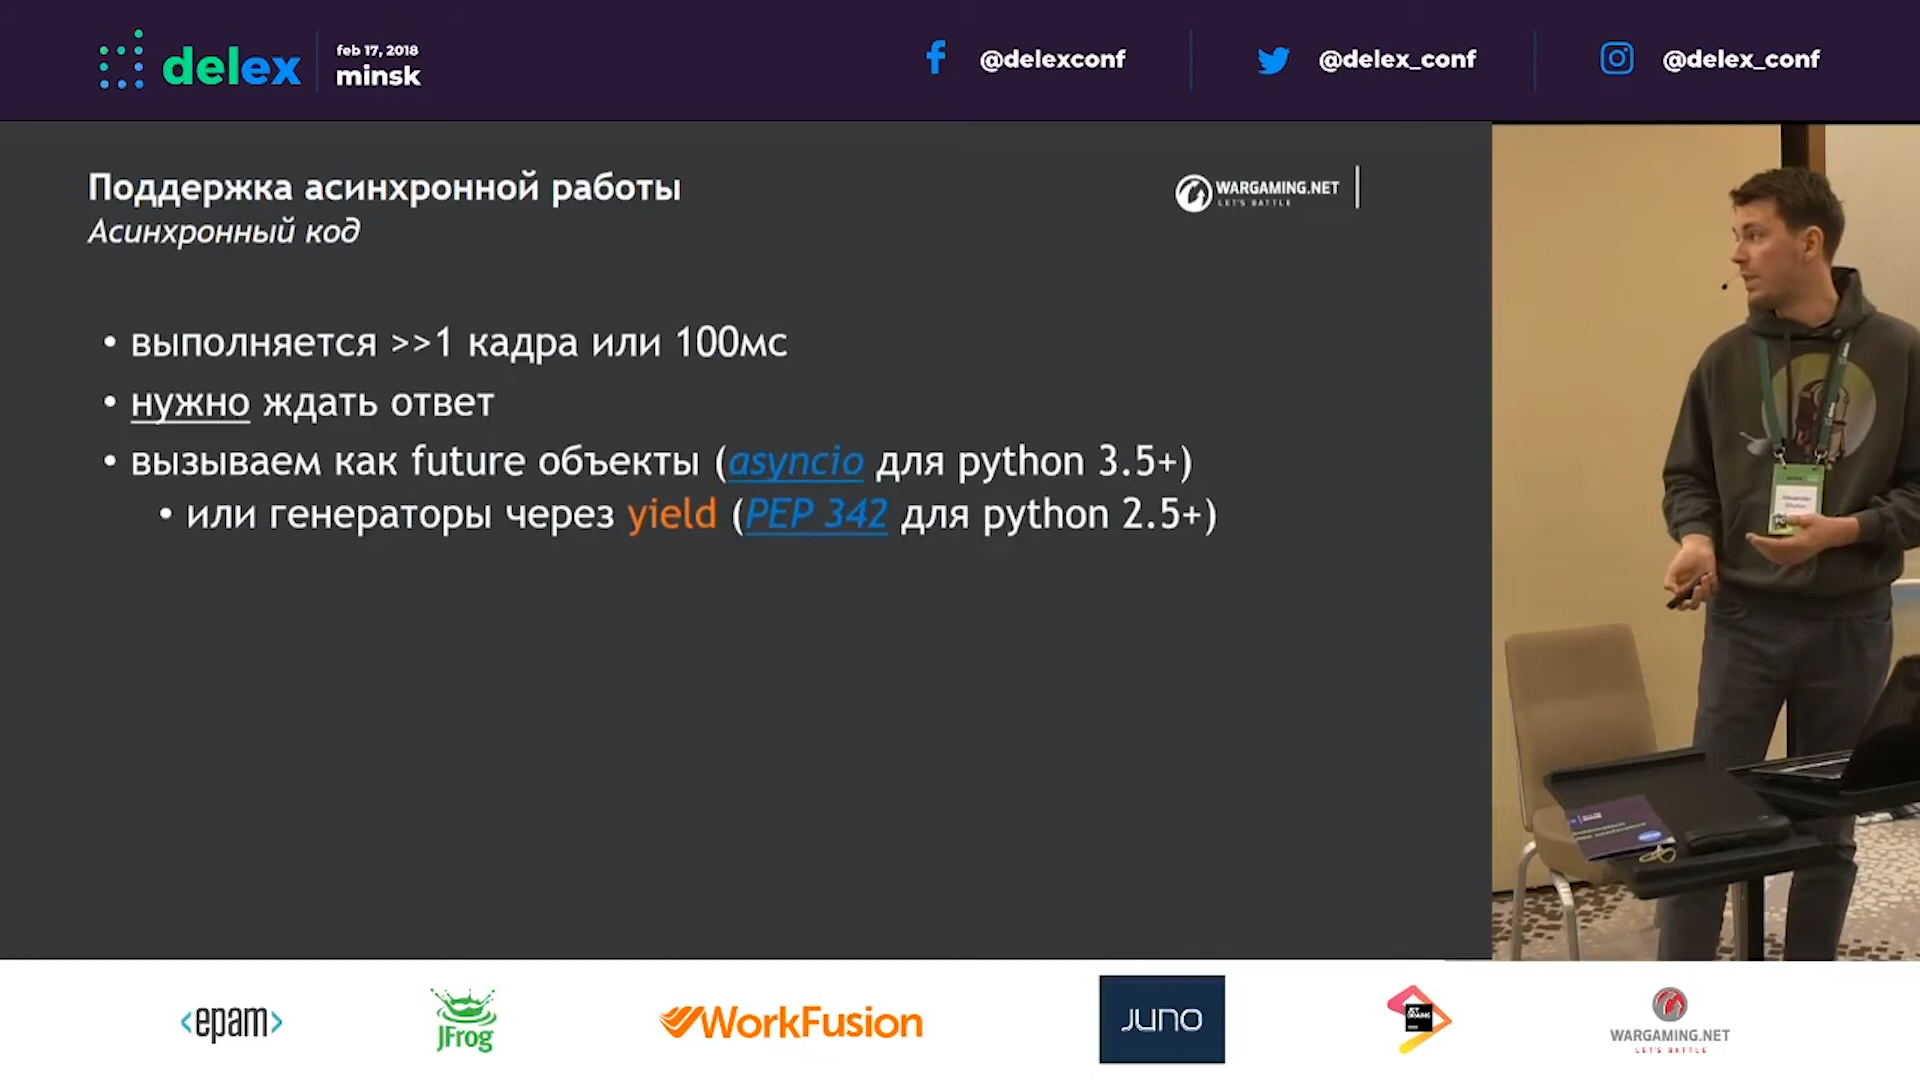 delex
feb 17, 2018
minsk
@delexconf
@delex_conf
@delex_conf
Поддержка асинхронной работы
Асинхронный код
WARGAMING.NET
LET'S BATTLE
• выполняется >>1 кадра или 100мс
• нужно ждать ответ
• вызываем как future объекты (asyncio для python 3.5+)
• или генераторы через yield (PEP 342 для python 2.5+)
<epam>
JFrog
WorkFusion
JUNO
JET
BRAINS
WARGAMING.NET
LET'S BATTLE